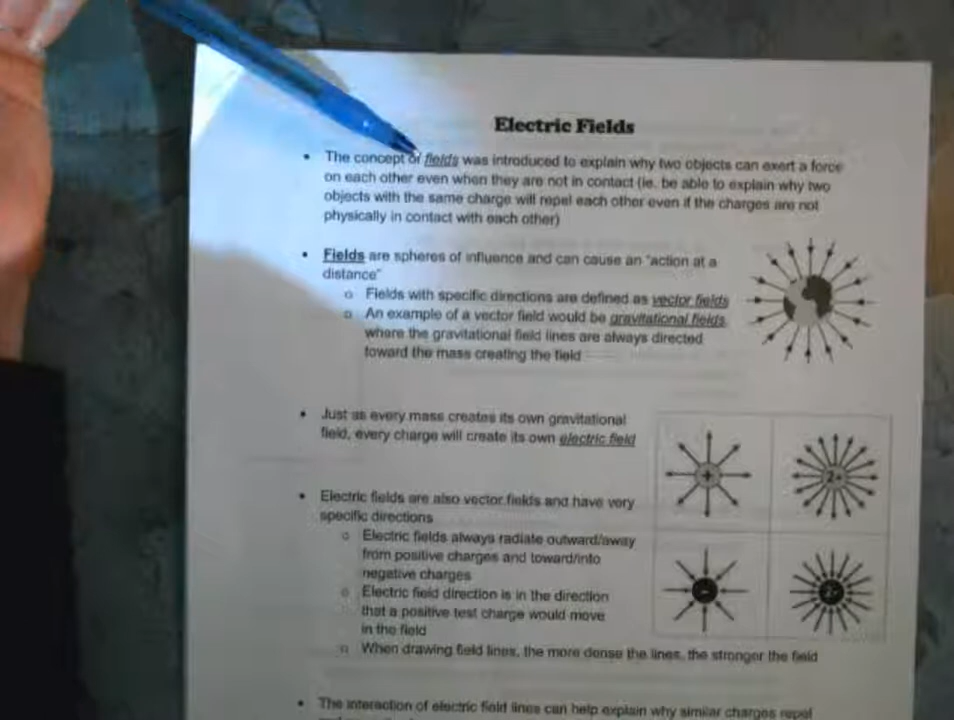 Electric Fields
• The concept of fields was introduced to explain why two objects can exert a force
on each other even when they are not in contact (ie. be able to explain why two
objects with the same charge will repel each other even if the charges are not
physically in contact with each other)
• Fields are spheres of influence and can cause an "action at a
distance"
o Fields with specific directions are defined as vector fields
o An example of a vector field would be gravitational fields
where the gravitational field lines are always directed
toward the mass creating the field
• Just as every mass creates its own gravitational
field, every charge will create its own electric field
+
2+
• Electric fields are also vector fields and have very
specific directions
o Electric fields always radiate outward/away
from positive charges and toward/into
negative charges
-
o Electric field direction is in the direction
that a positive test charge would move
in the field
o When drawing field lines, the more dense the lines, the stronger the field
• The interaction of electric field lines can help explain why similar charges repel